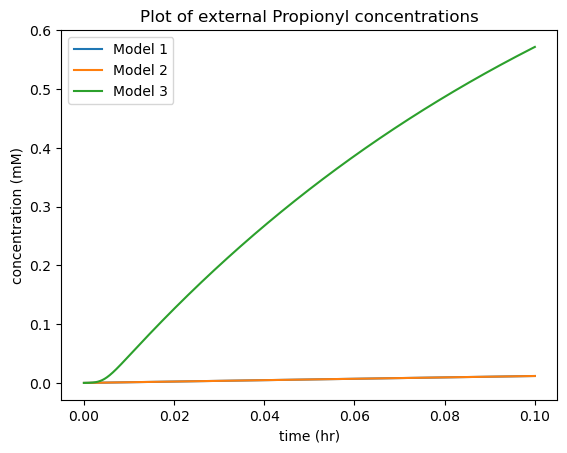 Plot of external Propionyl concentrations
Model 1
Model 2
Model 3
concentration (mM)
0.6
0.5
0.4
0.3
0.2
0.1
0.0
0.00 0.02 0.04 0.06 0.08 0.10
time (hr)